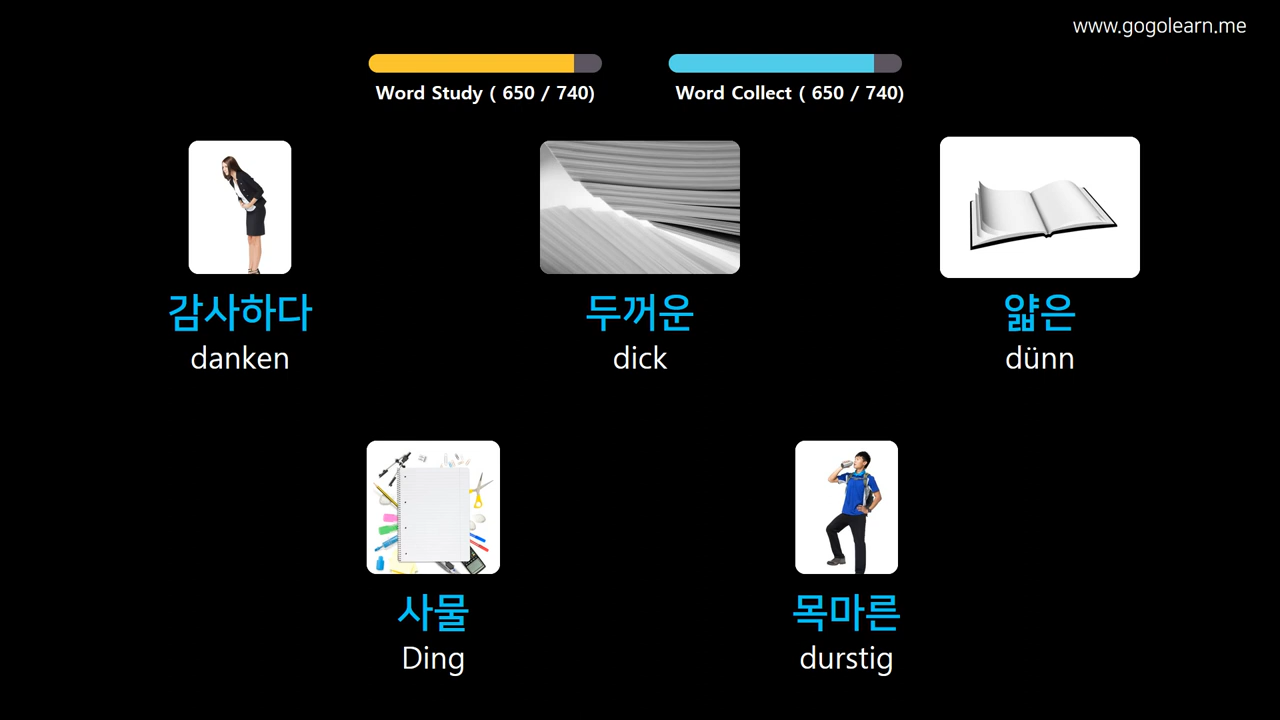 www.gogolearn.me
Word Study ( 650 / 740)
Word Collect ( 650 / 740)
감사하다
danken
두꺼운
dick
얇은
dünn
사물
Ding
목마른
durstig